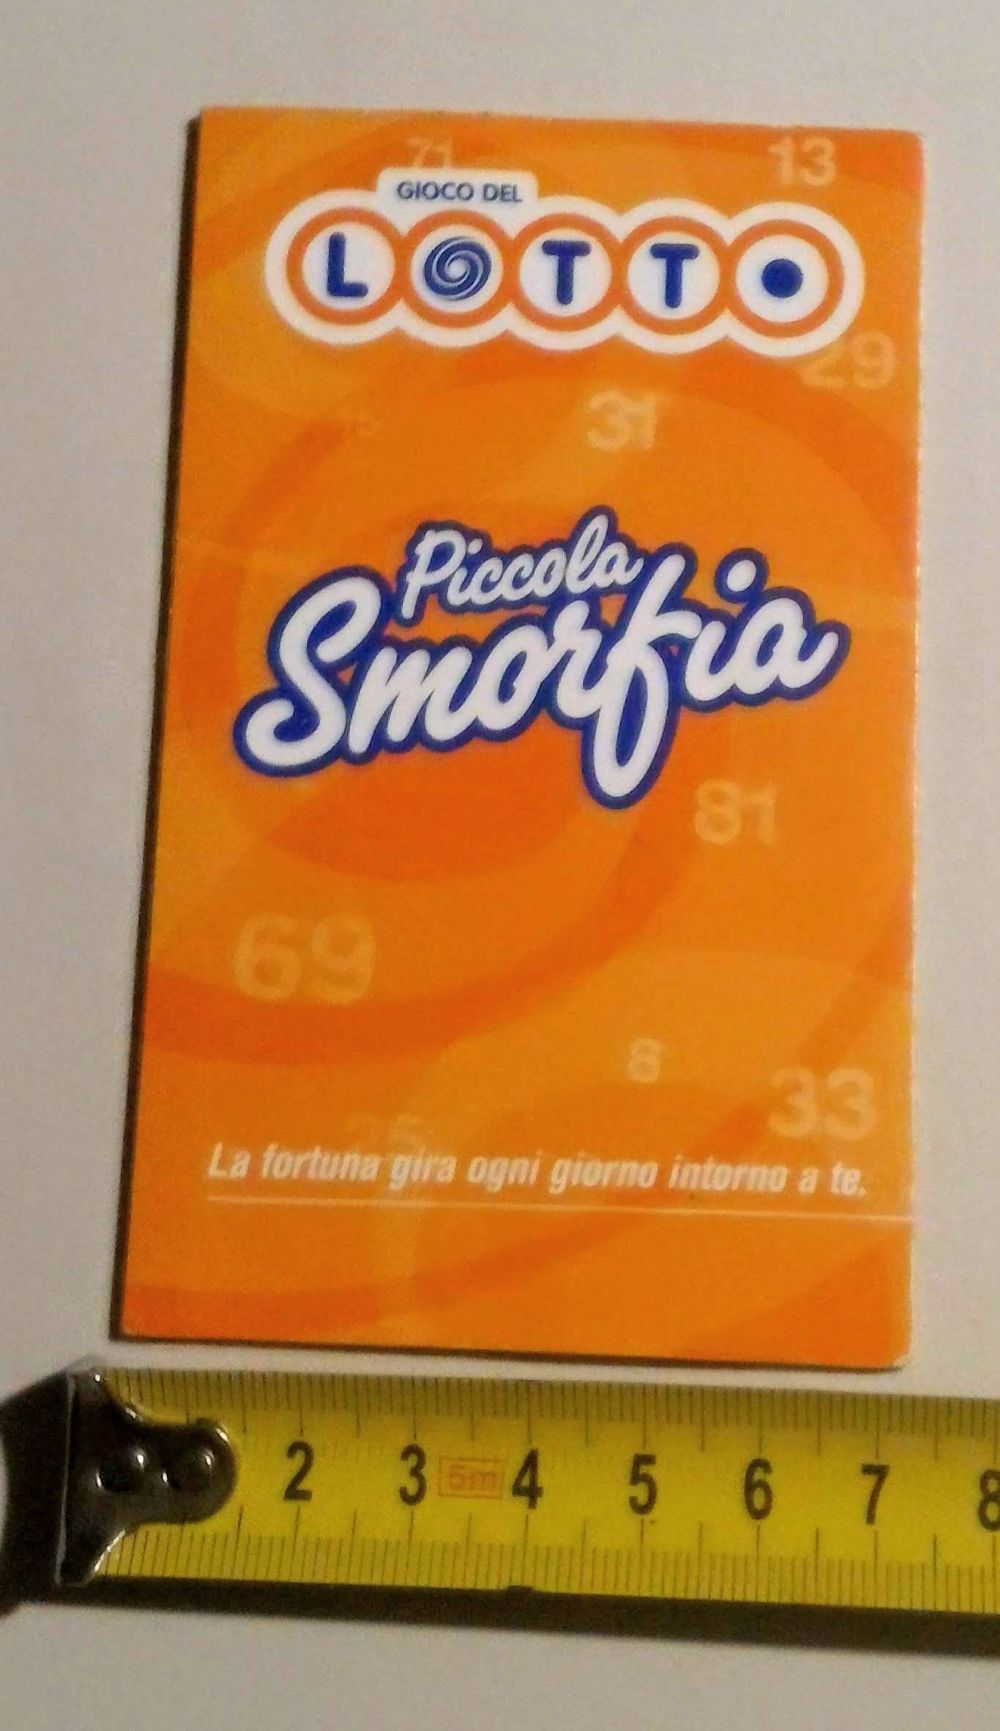 71
13
GIOCO DEL
LOTTO
29
31
Piccola
Smorfia
81
69
8
33
25
La fortuna gira ogni giorno intorno a te.
2 3 5m 4 5 6 7 8